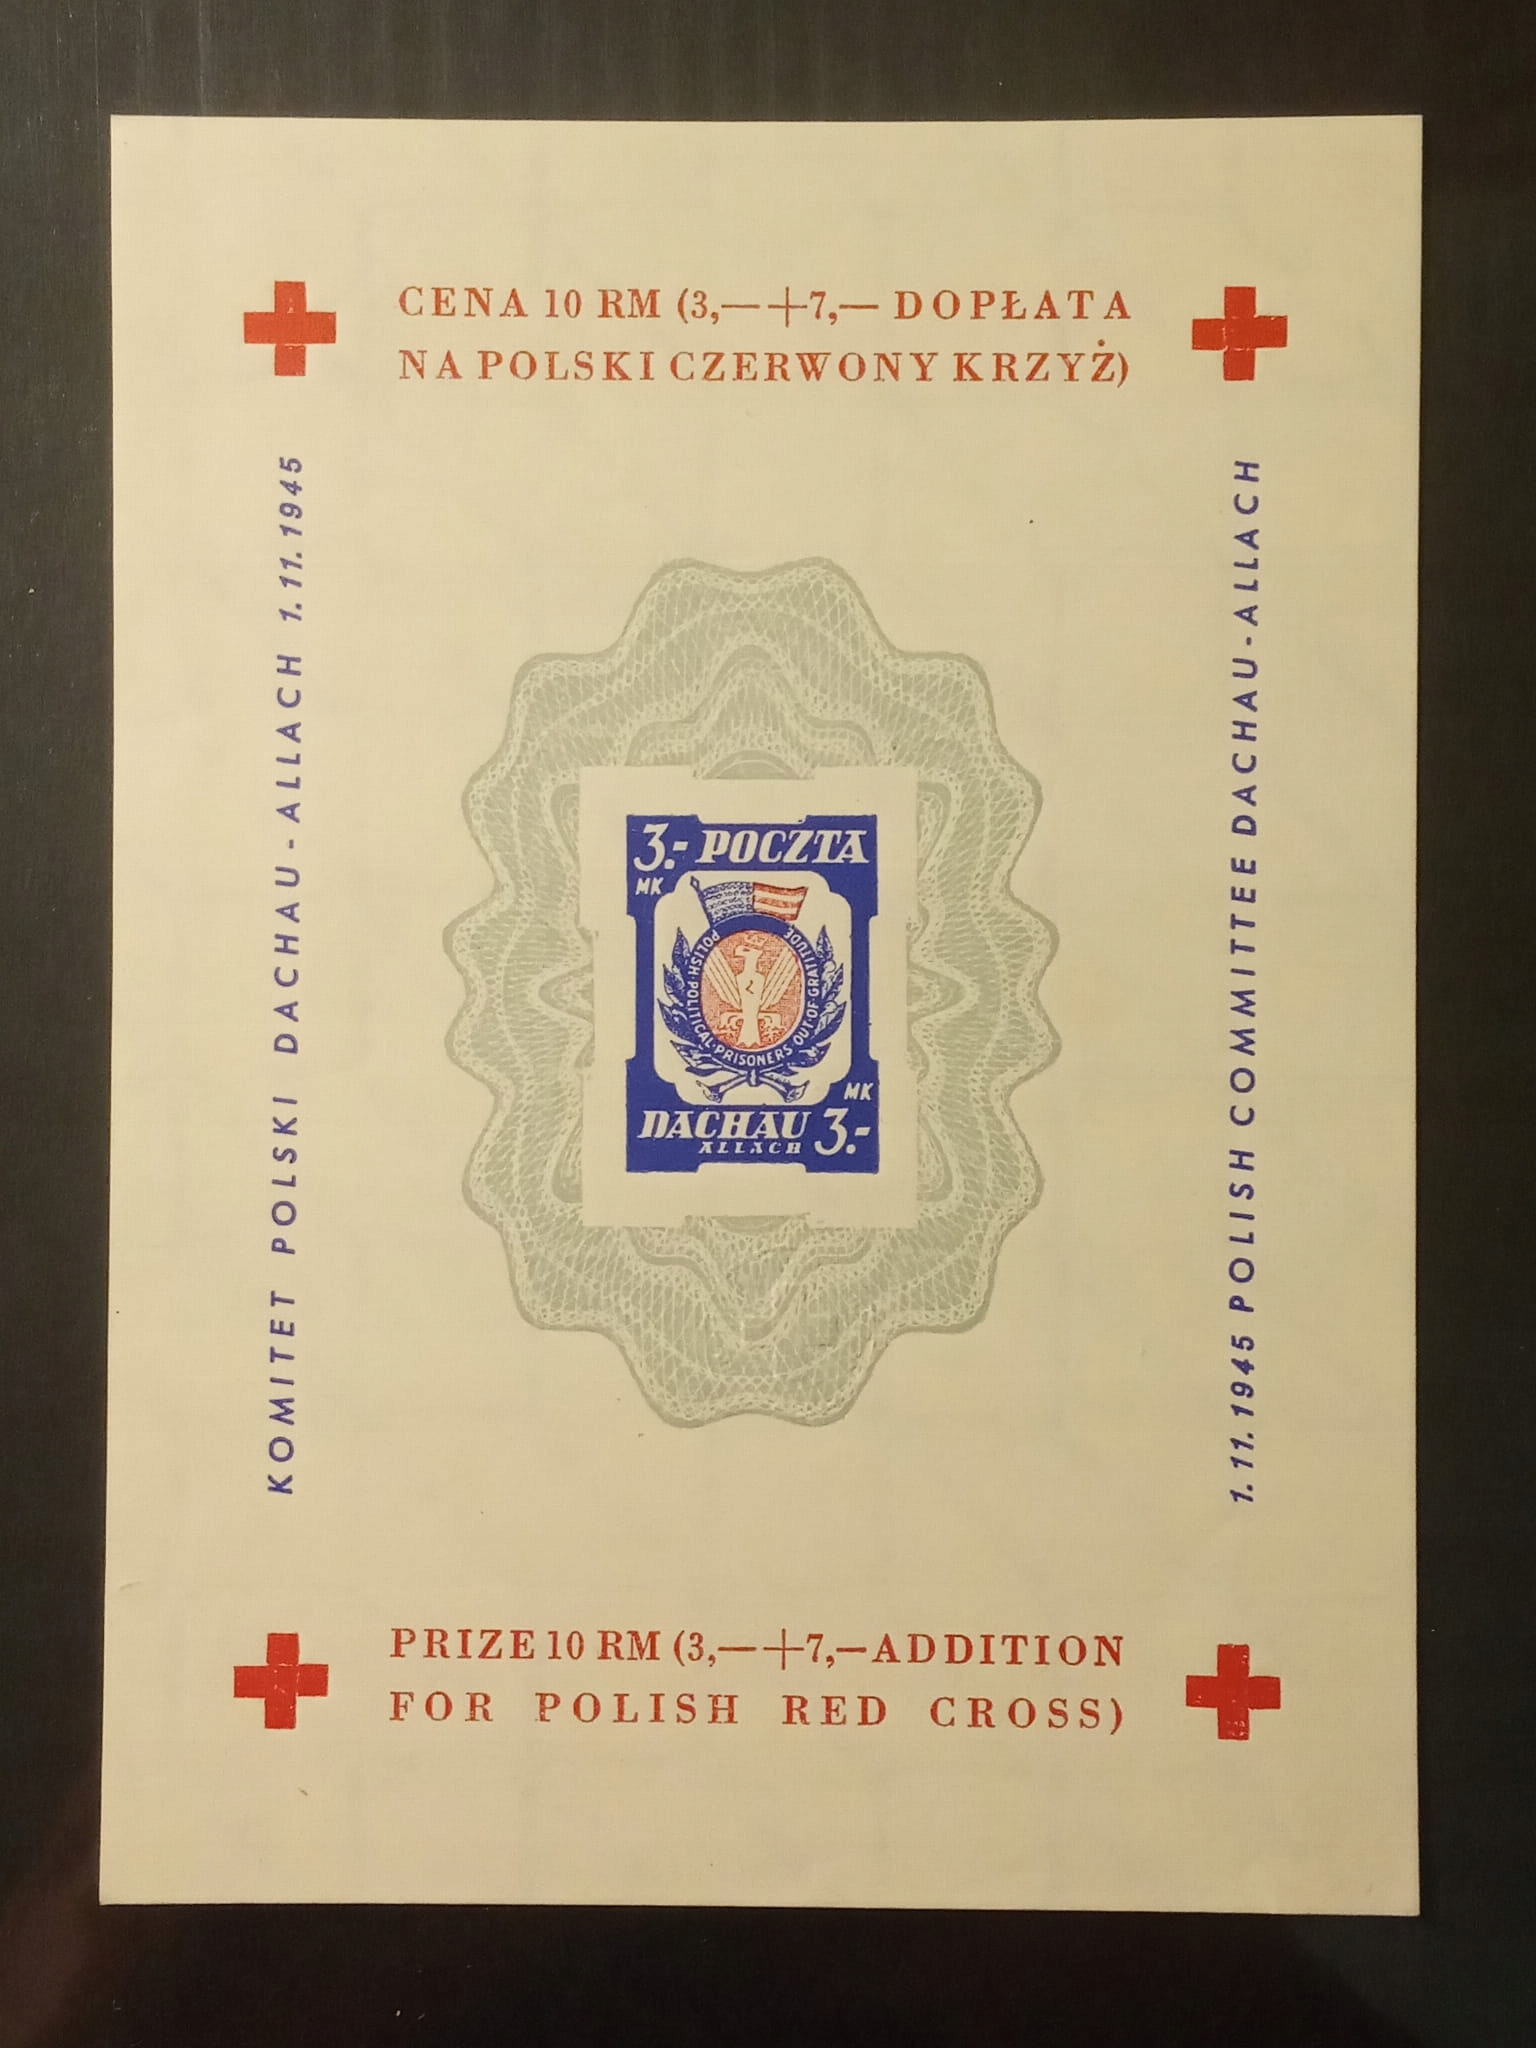 CENA 10 RM (3,—+7,— DOPŁATA
NA POLSKI CZERWONY KRZYŻ)
KOMITET POLSKI DACHAU-ALLACH 1.11.1945
3.- POCZTA
MK
POLISH·POLITICAL·PRISONERS OUT·OF·GRATITUDE
MK
DACHAU 3.-
ALLACH
1.11.1945 POLISH COMMITTEE DACHAU-ALLACH
PRIZE 10 RM (3,—+7,—ADDITION
FOR POLISH RED CROSS)